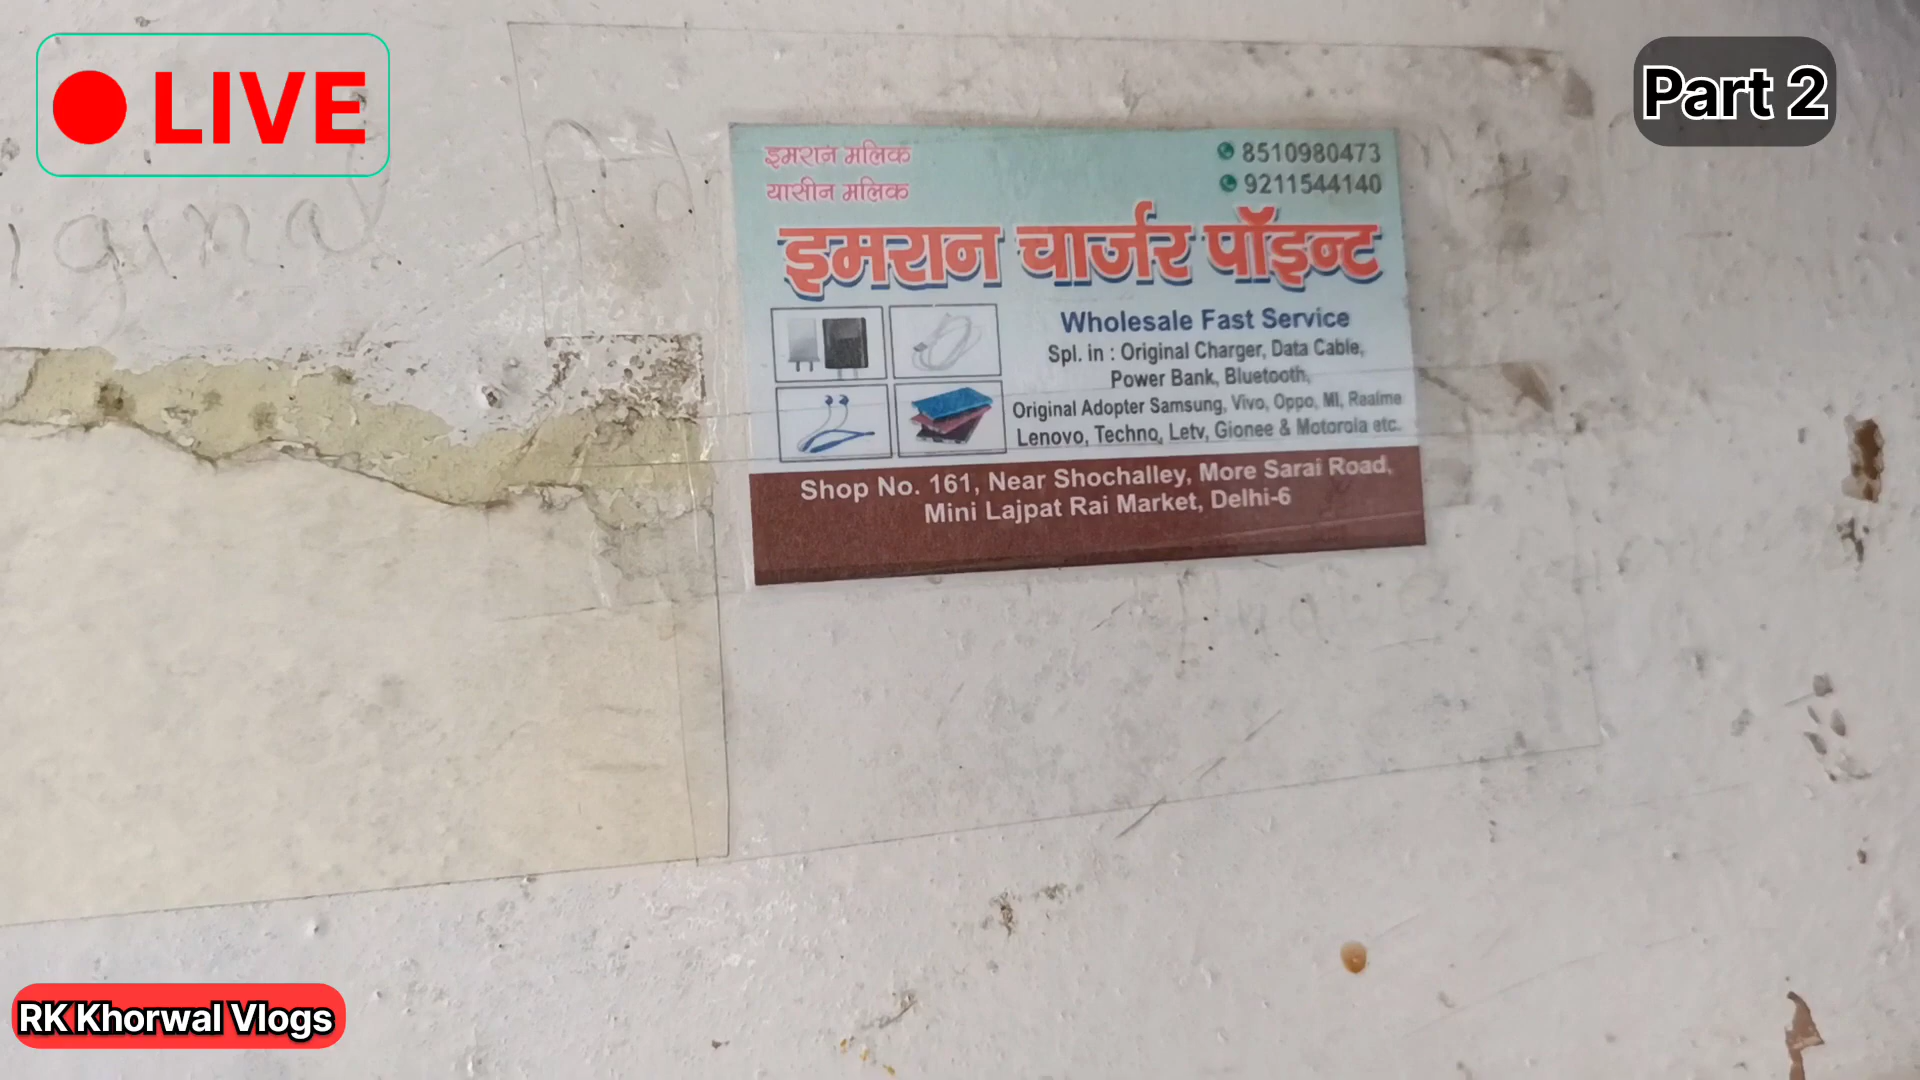 LIVE
Part 2
iginal
इमरान मलिक
यासीन मलिक
8510980473
9211544140
इमरान चार्जर पॉइन्ट
Wholesale Fast Service
Spl. in : Original Charger, Data Cable,
Power Bank, Bluetooth,
Original Adopter Samsung, Vivo, Oppo, MI, Realme
Lenovo, Techno, Letv, Gionee & Motorola etc.
Shop No. 161, Near Shochalley, More Sarai Road,
Mini Lajpat Rai Market, Delhi-6
RK Khorwal Vlogs